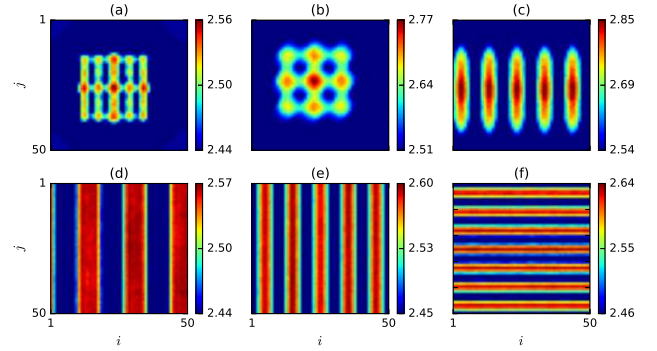 (a) (b) (c)
1 2.56 2.77 2.85
j 2.50 2.64 2.69
50 2.44 2.51 2.54
(d) (e) (f)
1 2.57 2.60 2.64
j 2.50 2.53 2.55
50 2.44 2.45 2.46
1 50 1 50 1 50
i i i